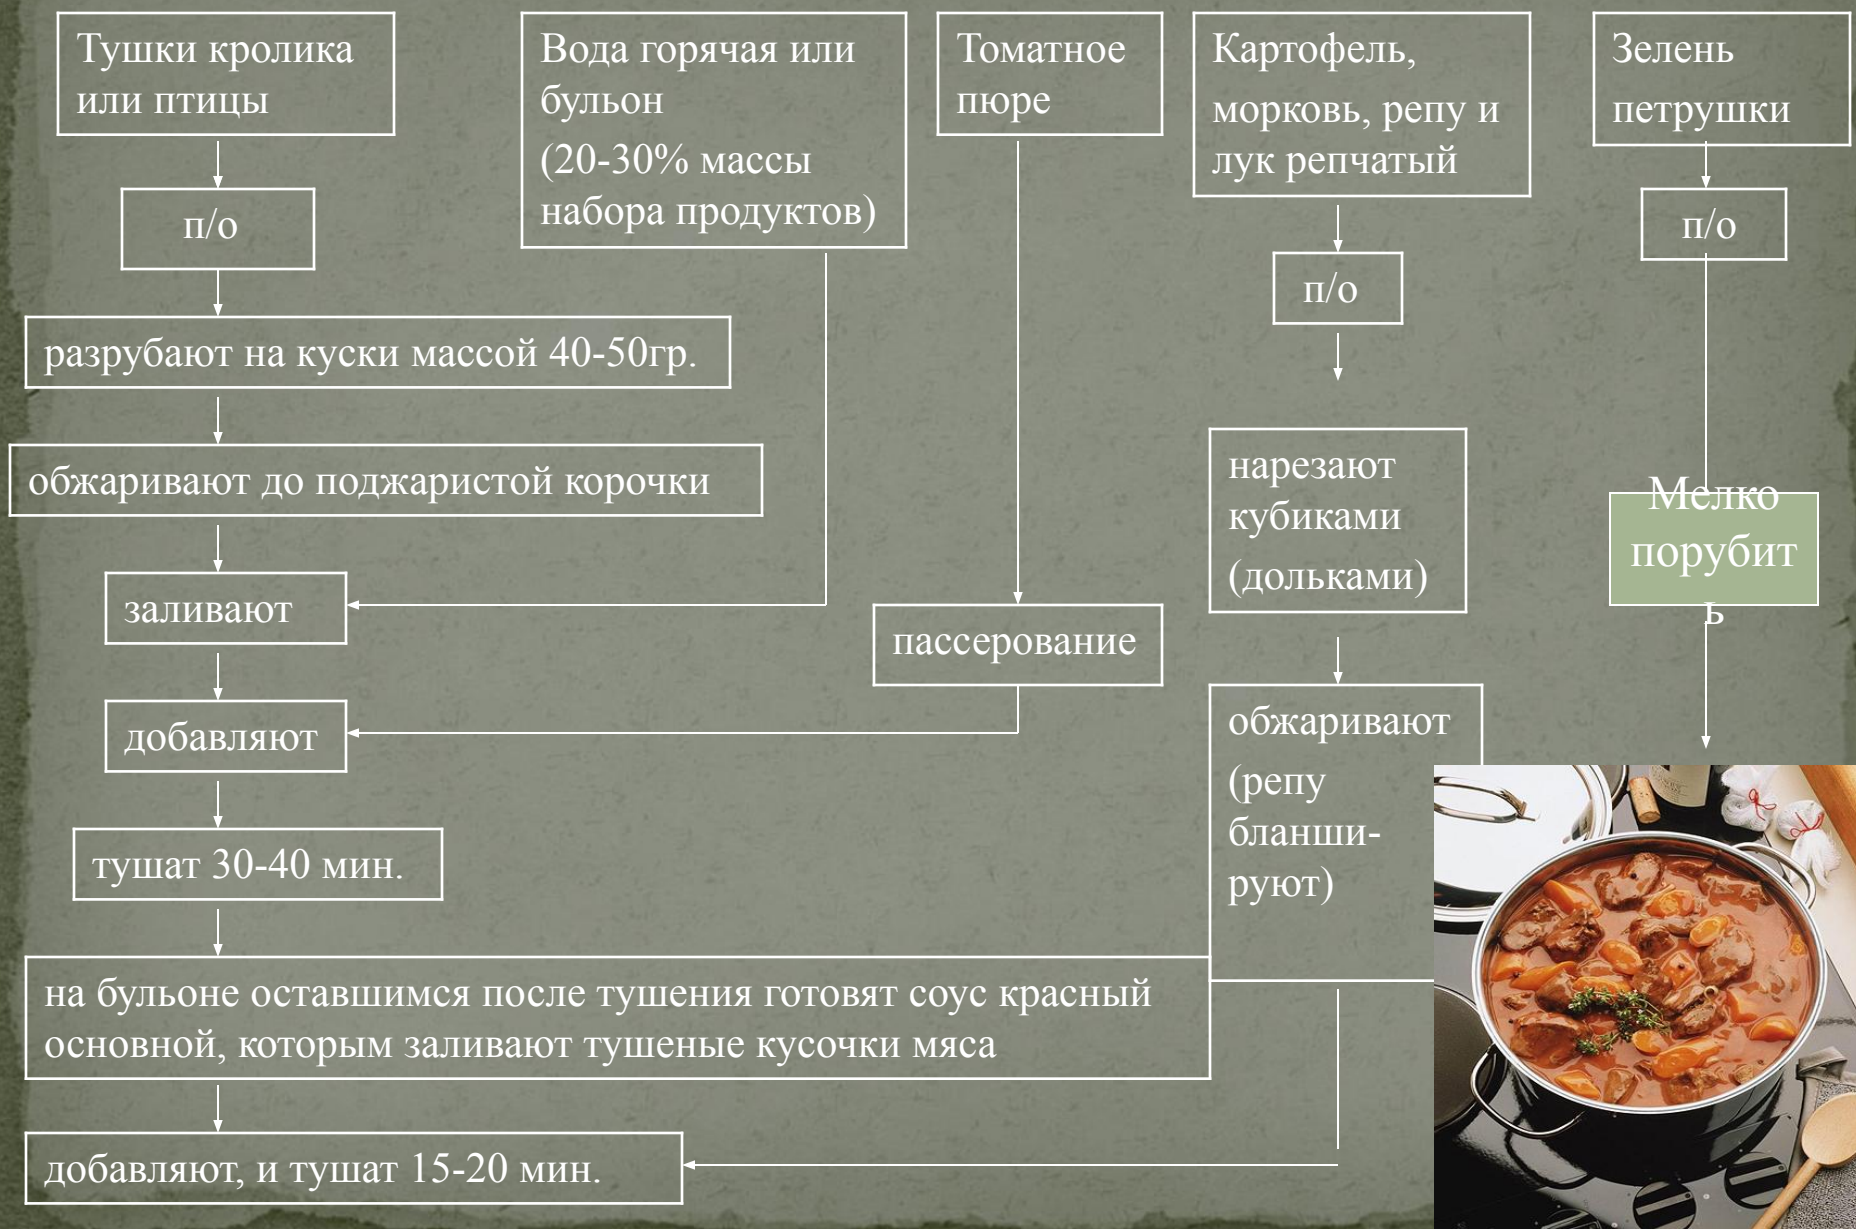 Тушки кролика
или птицы
Вода горячая или
бульон
(20-30% массы
набора продуктов)
Томатное
пюре
Картофель,
морковь, репу и
лук репчатый
Зелень
петрушки
п/о
п/о
п/о
разрубают на куски массой 40-50гр.
обжаривают до поджаристой корочки
нарезают
кубиками
(дольками)
Мелко
порубит
ь
заливают
пассерование
добавляют
обжаривают
(репу
бланши-
руют)
тушат 30-40 мин.
на бульоне оставшимся после тушения готовят соус красный
основной, которым заливают тушеные кусочки мяса
добавляют, и тушат 15-20 мин.